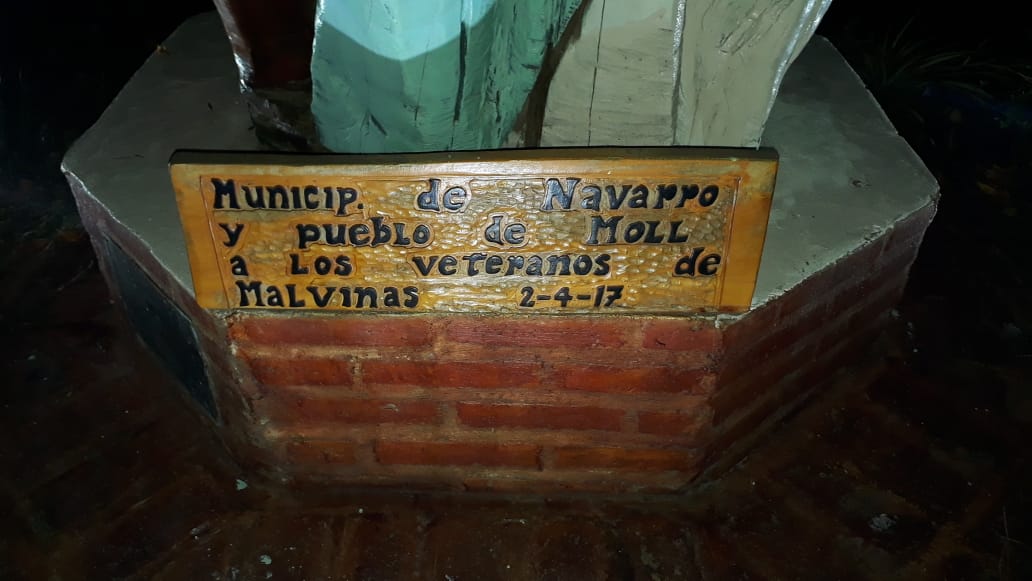 Municip. de Navarro
y pueblo de Moll
a Los veteranos de
Malvinas 2-4-17